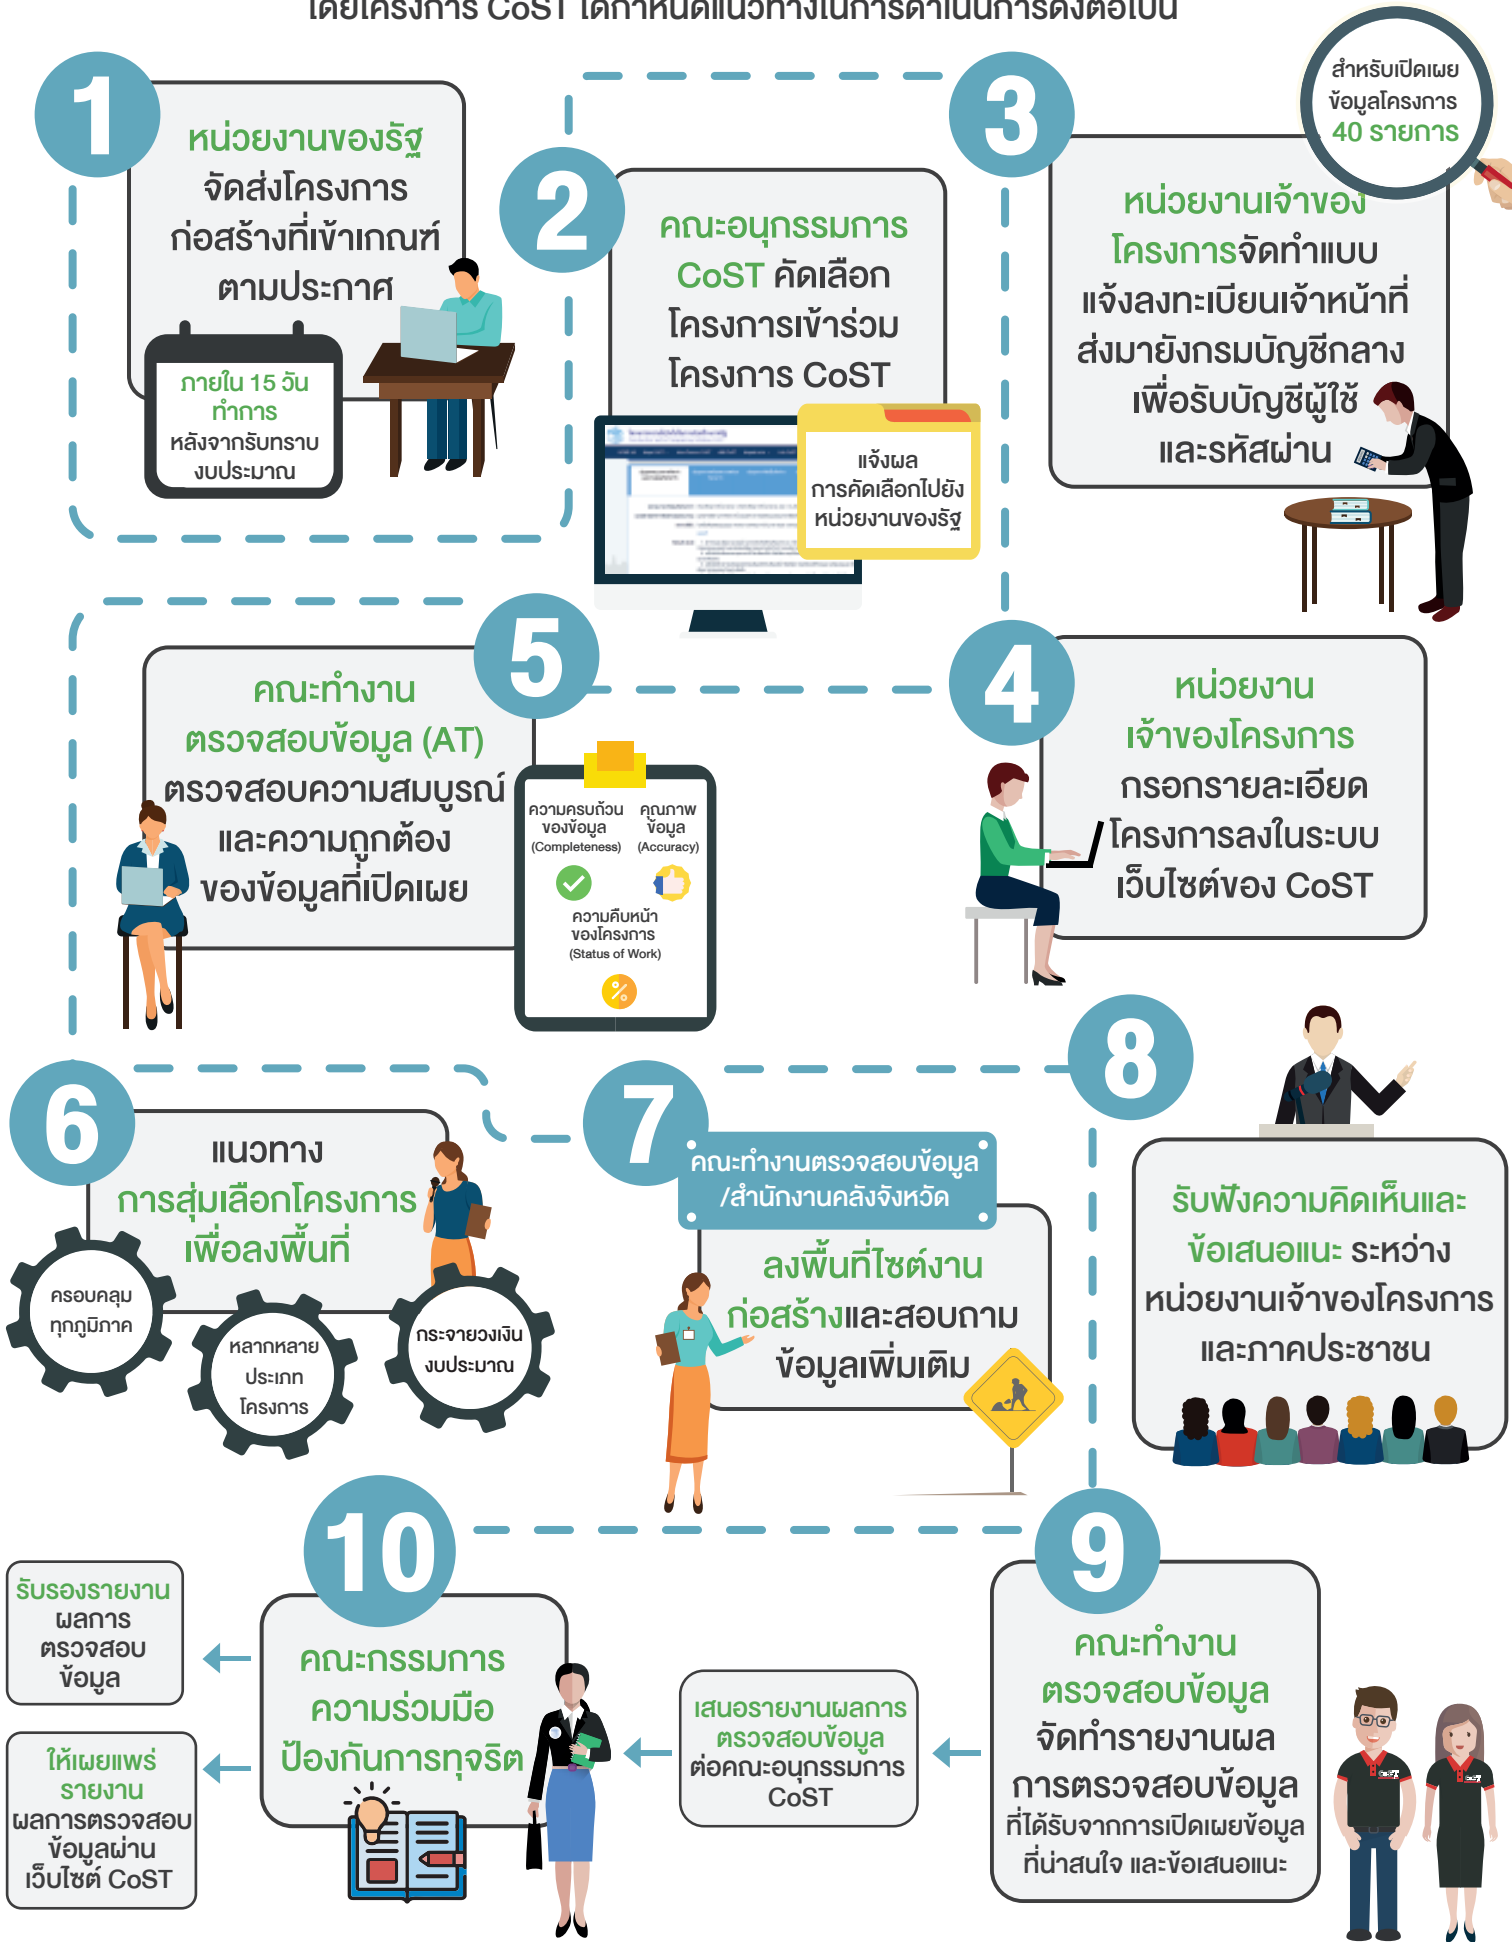 โดยโครงการ CoST ได้กำหนดแนวทางในการดำเนินการดังต่อไปนี้
1
หน่วยงานของรัฐ
จัดส่งโครงการ
ก่อสร้างที่เข้าเกณฑ์
ตามประกาศ
ภายใน 15 วัน
ทำการ
หลังจากรับทราบ
งบประมาณ
2
คณะอนุกรรมการ
CoST คัดเลือก
โครงการเข้าร่วม
โครงการ CoST
แจ้งผล
การคัดเลือกไปยัง
หน่วยงานของรัฐ
3
สำหรับเปิดเผย
ข้อมูลโครงการ
40 รายการ
หน่วยงานเจ้าของ
โครงการจัดทำแบบ
แจ้งลงทะเบียนเจ้าหน้าที่
ส่งมายังกรมบัญชีกลาง
เพื่อรับบัญชีผู้ใช้
และรหัสผ่าน
4
หน่วยงาน
เจ้าของโครงการ
กรอกรายละเอียด
โครงการลงในระบบ
เว็บไซต์ของ CoST
5
คณะทำงาน
ตรวจสอบข้อมูล (AT)
ตรวจสอบความสมบูรณ์
และความถูกต้อง
ของข้อมูลที่เปิดเผย
ความครบถ้วน
ของข้อมูล
(Completeness)
คุณภาพ
ข้อมูล
(Accuracy)
ความคืบหน้า
ของโครงการ
(Status of Work)
6
แนวทาง
การสุ่มเลือกโครงการ
เพื่อลงพื้นที่
ครอบคลุม
ทุกภูมิภาค
หลากหลาย
ประเภท
โครงการ
กระจายวงเงิน
งบประมาณ
7
คณะทำงานตรวจสอบข้อมูล
/สำนักงานคลังจังหวัด
ลงพื้นที่ไซต์งาน
ก่อสร้างและสอบถาม
ข้อมูลเพิ่มเติม
8
รับฟังความคิดเห็นและ
ข้อเสนอแนะ ระหว่าง
หน่วยงานเจ้าของโครงการ
และภาคประชาชน
9
คณะทำงาน
ตรวจสอบข้อมูล
จัดทำรายงานผล
การตรวจสอบข้อมูล
ที่ได้รับจากการเปิดเผยข้อมูล
ที่น่าสนใจ และข้อเสนอแนะ
เสนอรายงานผลการ
ตรวจสอบข้อมูล
ต่อคณะอนุกรรมการ
CoST
10
คณะกรรมการ
ความร่วมมือ
ป้องกันการทุจริต
รับรองรายงาน
ผลการ
ตรวจสอบ
ข้อมูล
ให้เผยแพร่
รายงาน
ผลการตรวจสอบ
ข้อมูลผ่าน
เว็บไซต์ CoST